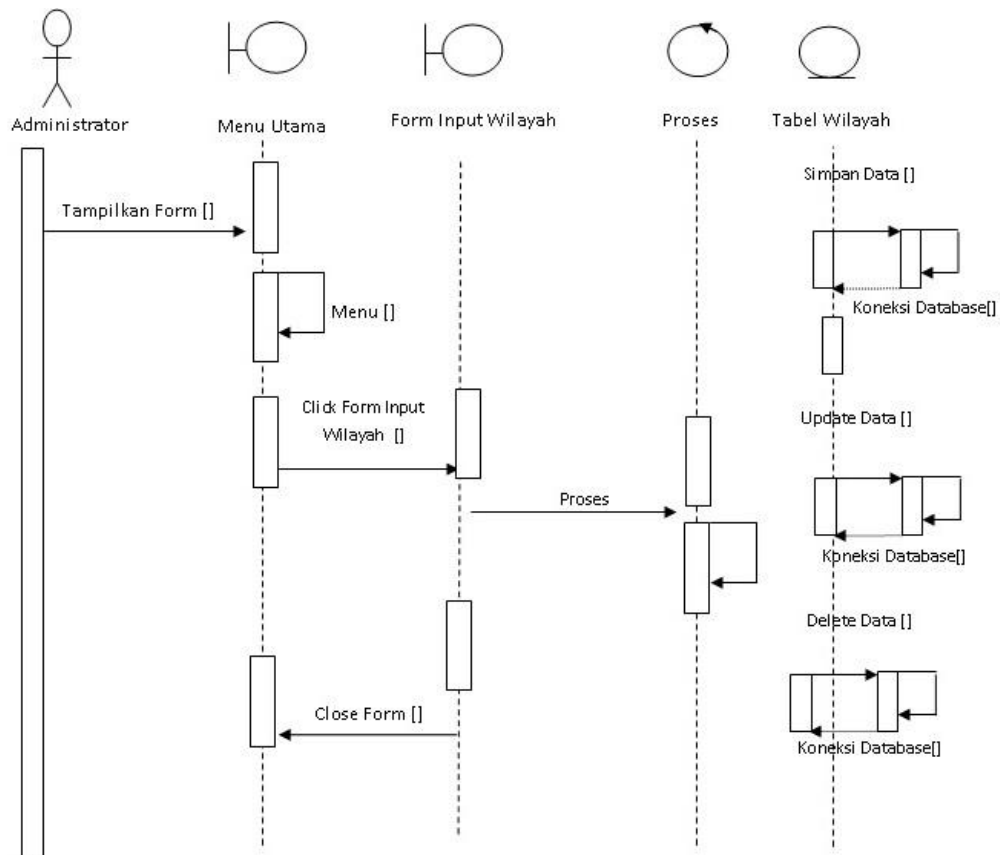 Administrator
Menu Utama
Form Input Wilayah
Proses
Tabel Wilayah
Simpan Data []
Tampilkan Form []
Koneksi Database[]
Menu []
Click Form Input
Wilayah []
Update Data []
Proses
Koneksi Database[]
Delete Data []
Close Form []
Koneksi Database[]